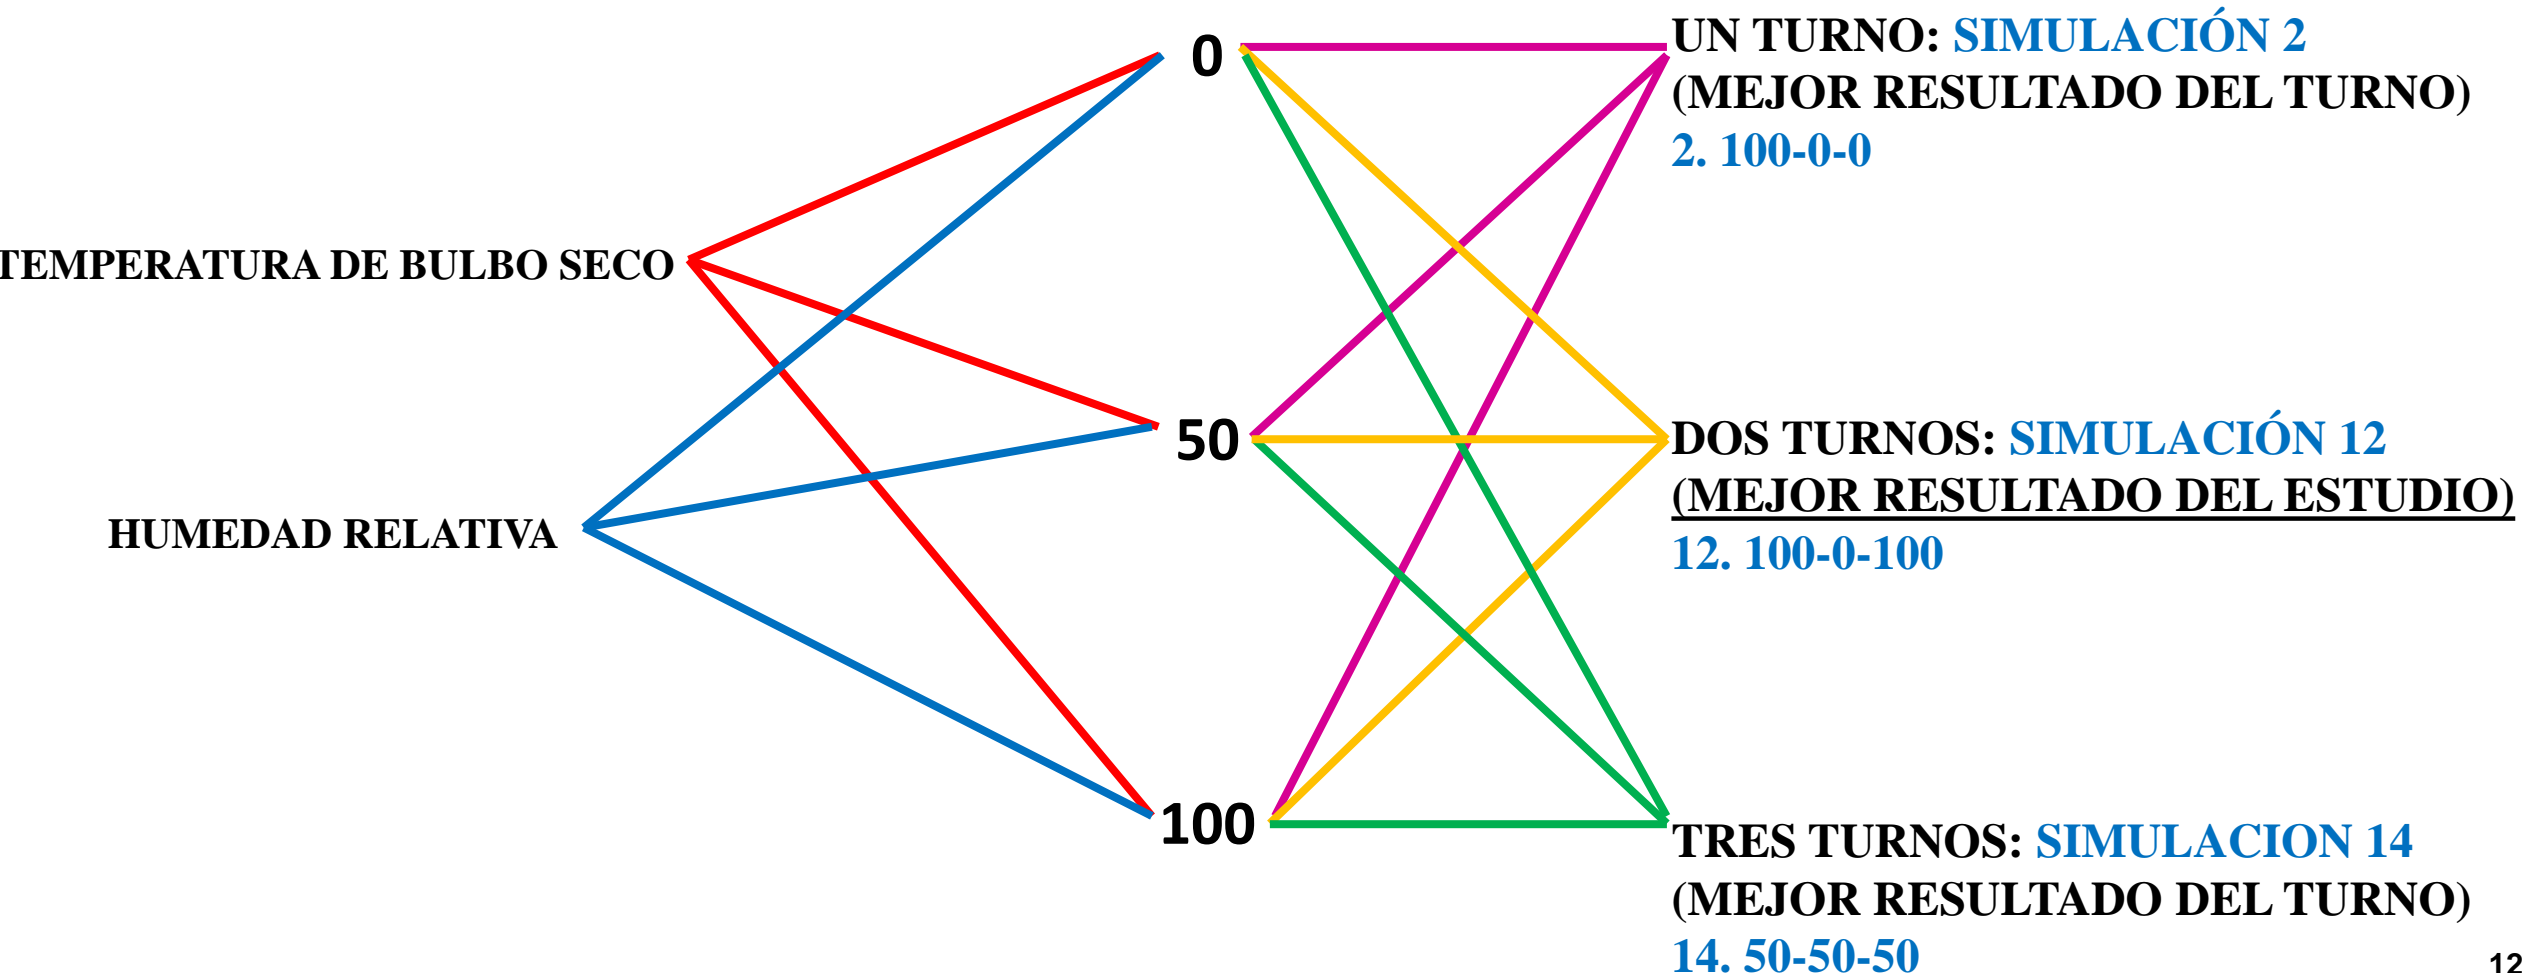 TEMPERATURA DE BULBO SECO
HUMEDAD RELATIVA
0
50
100
UN TURNO: SIMULACIÓN 2
(MEJOR RESULTADO DEL TURNO)
2. 100-0-0
DOS TURNOS: SIMULACIÓN 12
(MEJOR RESULTADO DEL ESTUDIO)
12. 100-0-100
TRES TURNOS: SIMULACION 14
(MEJOR RESULTADO DEL TURNO)
14. 50-50-50
12